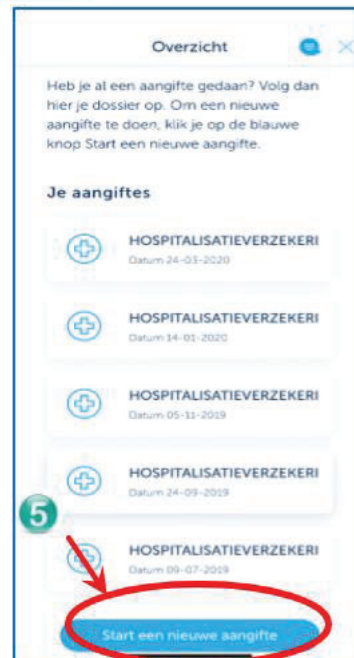 Overzicht
Heb je al een aangifte gedaan? Volg dan
hier je dossier op. Om een nieuwe
aangifte te doen, klik je op de blauwe
knop Start een nieuwe aangifte.
Je aangiftes
HOSPITALISATIEVERZEKERI
Datum 24-03-2020
HOSPITALISATIEVERZEKERI
Datum 14-01-2020
HOSPITALISATIEVERZEKERI
Datum 05-11-2019
HOSPITALISATIEVERZEKERI
Datum 24-09-2019
5
HOSPITALISATIEVERZEKERI
Datum 09-07-2019
Start een nieuwe aangifte